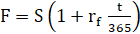 F = S ( 1 + r_f t/365 )